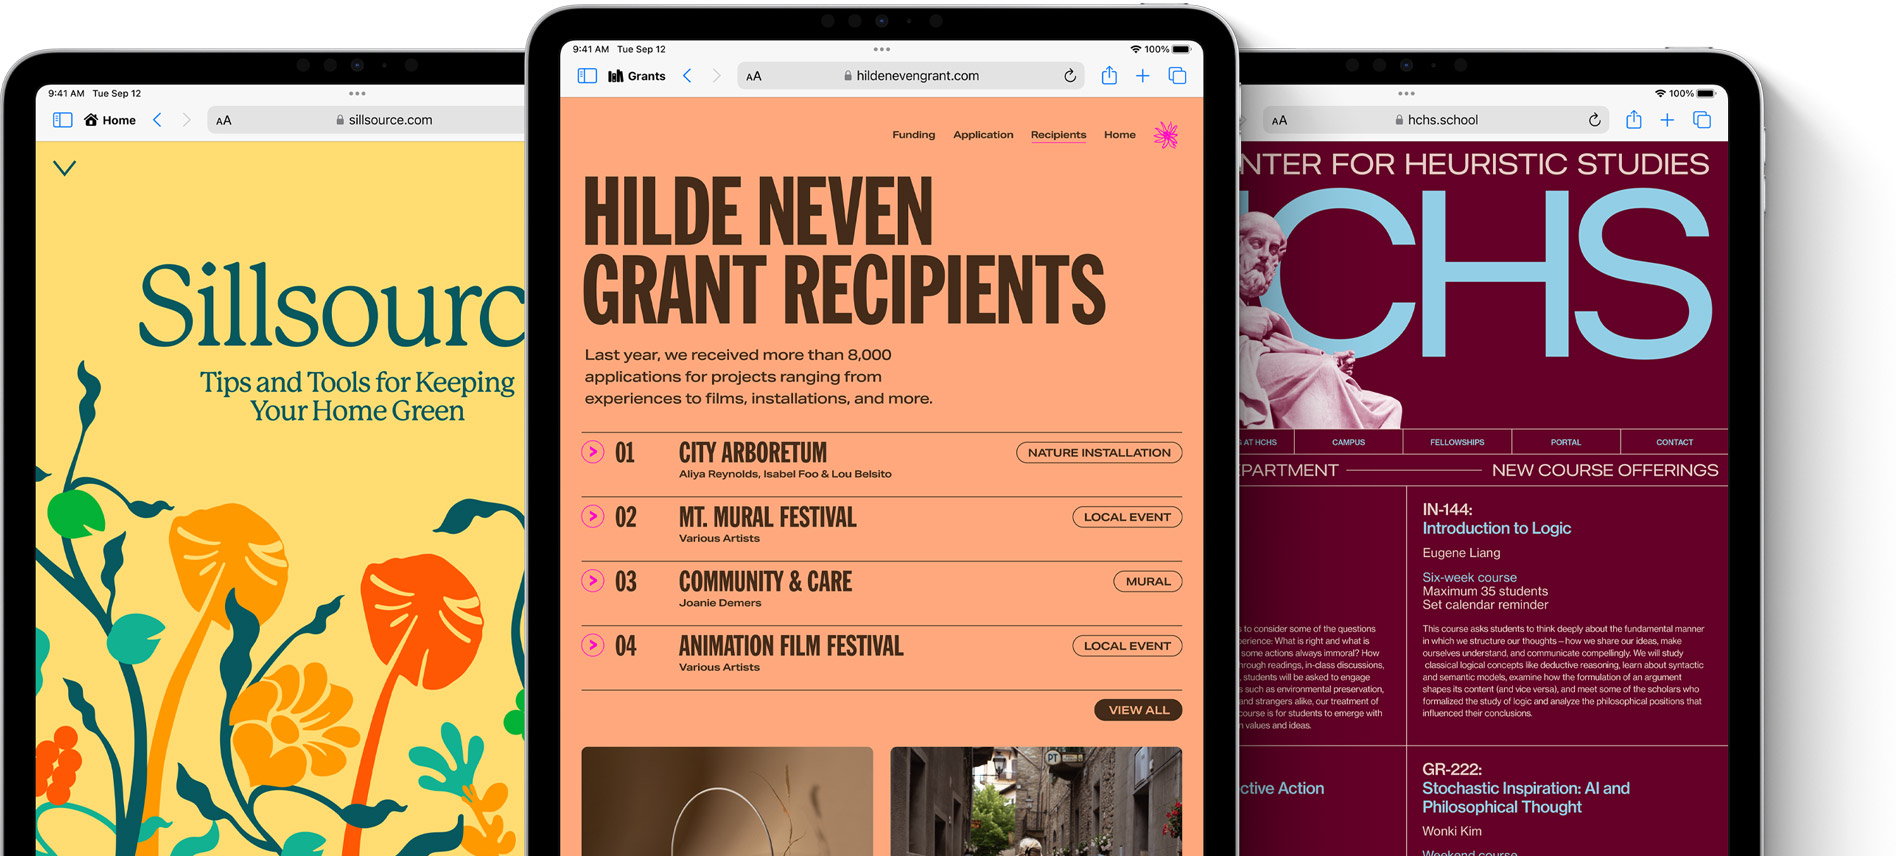 9:41 AM Tue Sep 12
Home
AA
sillsource.com
Sillsourc
Tips and Tools for Keeping
Your Home Green
9:41 AM Tue Sep 12
100%
Grants
AA
hildenevengrant.com
Funding
Application
Recipients
Home
HILDE NEVEN
GRANT RECIPIENTS
Last year, we received more than 8,000
applications for projects ranging from
experiences to films, installations, and more.
01 CITY ARBORETUM NATURE INSTALLATION
Aliya Reynolds, Isabel Foo & Lou Belsito
02 MT. MURAL FESTIVAL LOCAL EVENT
Various Artists
03 COMMUNITY & CARE MURAL
Joanie Demers
04 ANIMATION FILM FESTIVAL LOCAL EVENT
Various Artists
VIEW ALL
PT
100%
AA
hchs.school
NTER FOR HEURISTIC STUDIES
CHS
AT HCHS
CAMPUS
FELLOWSHIPS
PORTAL
CONTACT
PARTMENT
NEW COURSE OFFERINGS
to consider some of the questions
erience: What is right and what is
some actions always immoral? How
hrough readings, in-class discussions,
students will be asked to engage
s such as environmental preservation,
and strangers alike, our treatment of
course is for students to emerge with
values and ideas.
ctive Action
IN-144:
Introduction to Logic
Eugene Liang
Six-week course
Maximum 35 students
Set calendar reminder
This course asks students to think deeply about the fundamental manner
in which we structure our thoughts—how we share our ideas, make
ourselves understand, and communicate compellingly. We will study
classical logical concepts like deductive reasoning, learn about syntactic
and semantic models, examine how the formulation of an argument
shapes its content (and vice versa), and meet some of the scholars who
formalized the study of logic and analyze the philosophical positions that
influenced their conclusions.
GR-222:
Stochastic Inspiration: AI and
Philosophical Thought
Wonki Kim
Weekend course